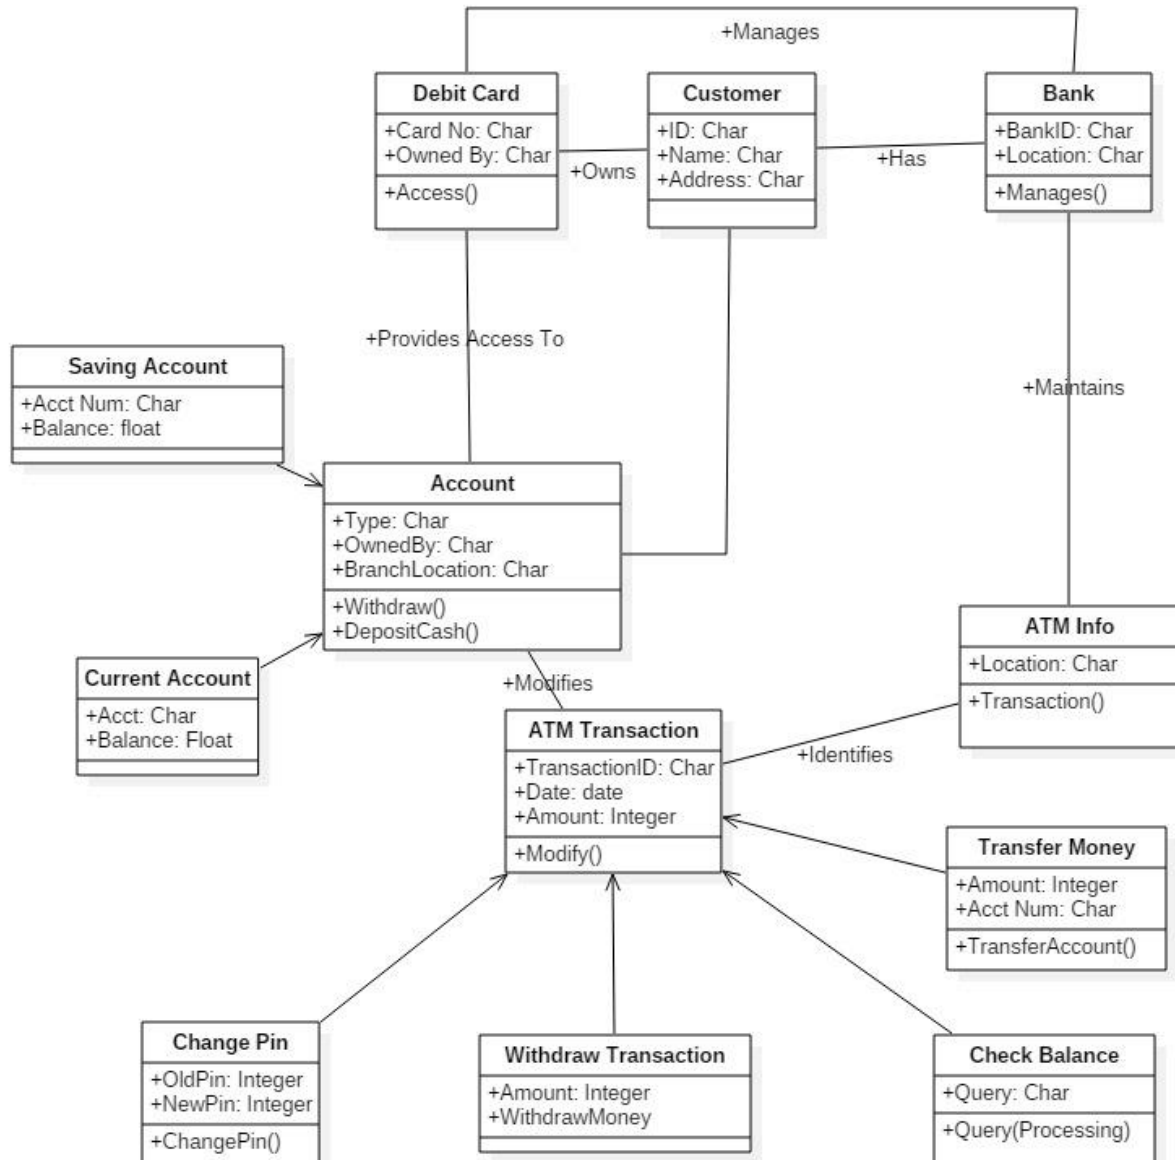 +Manages
Debit Card
+Card No: Char
+Owned By: Char
+Access()
+Owns
Customer
+ID: Char
+Name: Char
+Address: Char
+Has
Bank
+BankID: Char
+Location: Char
+Manages()
+Provides Access To
+Maintains
Saving Account
+Acct Num: Char
+Balance: float
Account
+Type: Char
+OwnedBy: Char
+BranchLocation: Char
+Withdraw()
+DepositCash()
Current Account
+Acct: Char
+Balance: Float
+Modifies
ATM Info
+Location: Char
+Transaction()
ATM Transaction
+TransactionID: Char
+Date: date
+Amount: Integer
+Modify()
+Identifies
Transfer Money
+Amount: Integer
+Acct Num: Char
+TransferAccount()
Change Pin
+OldPin: Integer
+NewPin: Integer
+ChangePin()
Withdraw Transaction
+Amount: Integer
+WithdrawMoney
Check Balance
+Query: Char
+Query(Processing)